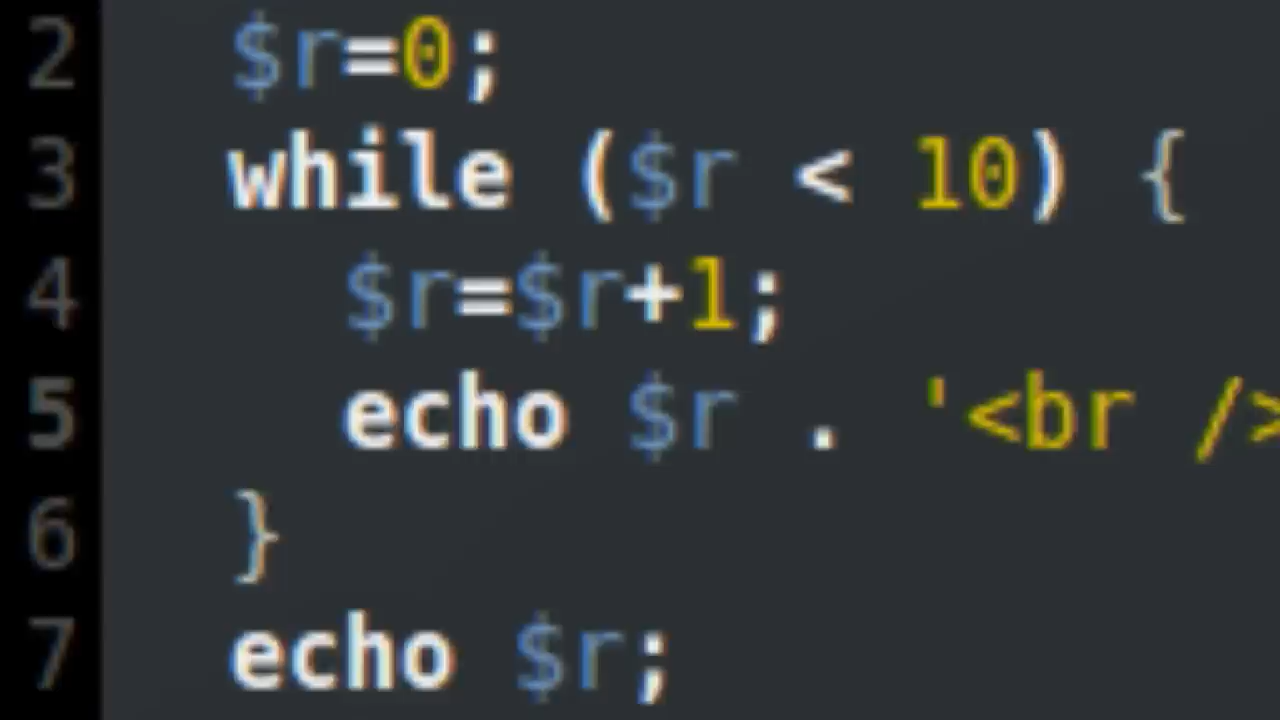 2 $r=0;
3 while ($r < 10) {
4 $r=$r+1;
5 echo $r . '<br />
6 }
7 echo $r;